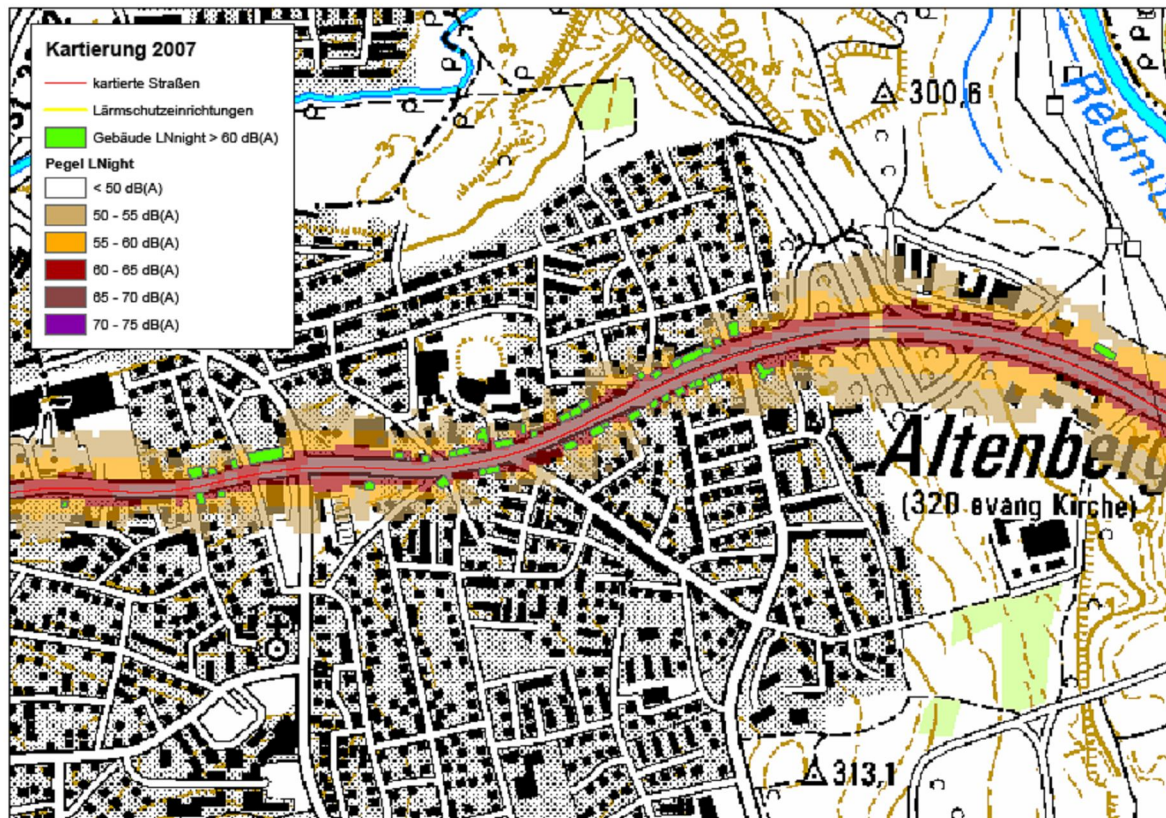 Kartierung 2007
kartierte Straßen
Lärmschutzeinrichtungen
Gebäude LNnight > 60 dB(A)
Pegel LNight
< 50 dB(A)
50 - 55 dB(A)
55 - 60 dB(A)
60 - 65 dB(A)
65 - 70 dB(A)
70 - 75 dB(A)
300,6
Altenberg
(320 evang Kirche)
313,1